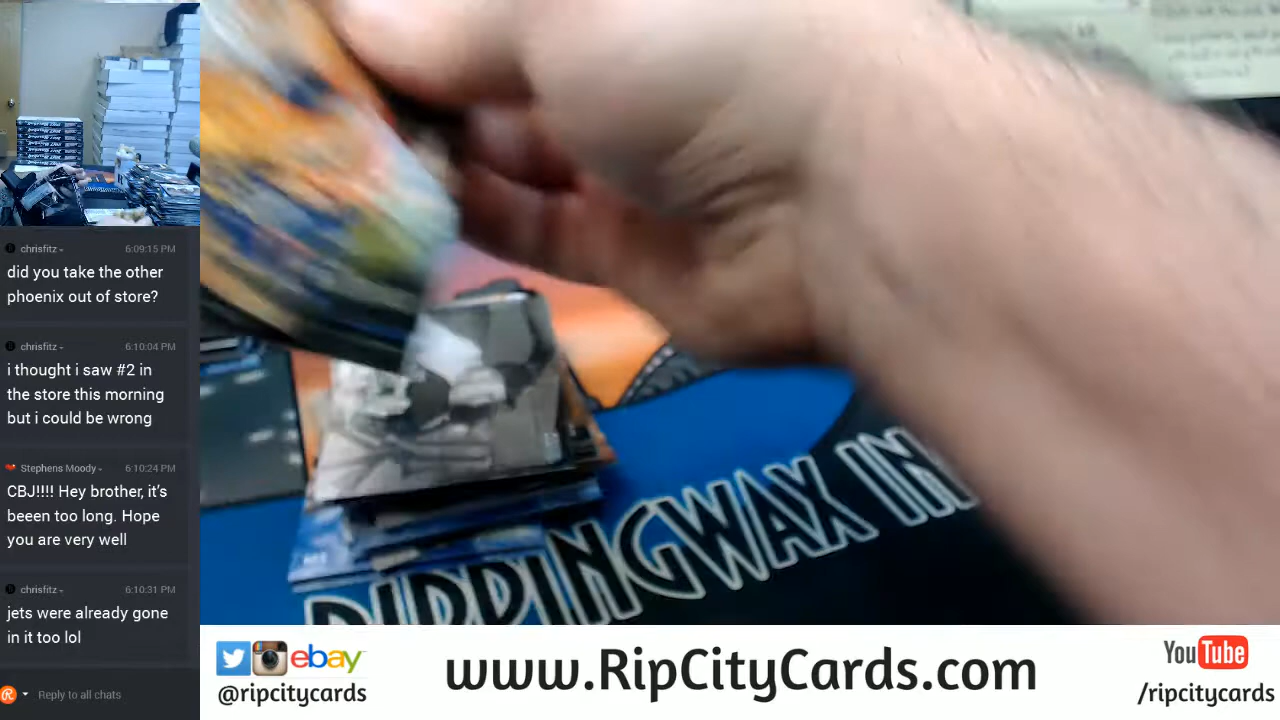 chrisfitz
6:09:15 PM
did you take the other
phoenix out of store?
chrisfitz
6:10:04 PM
i thought i saw #2 in
the store this morning
but i could be wrong
Stephens Moody
6:10:24 PM
CBJ!!!! Hey brother, it's
beeen too long. Hope
you are very well
chrisfitz
6:10:31 PM
jets were already gone
in it too lol
Reply to all chats
RIPPINGWAX IN
ebay
@ripcitycards
www.RipCityCards.com
YouTube
/ripcitycards